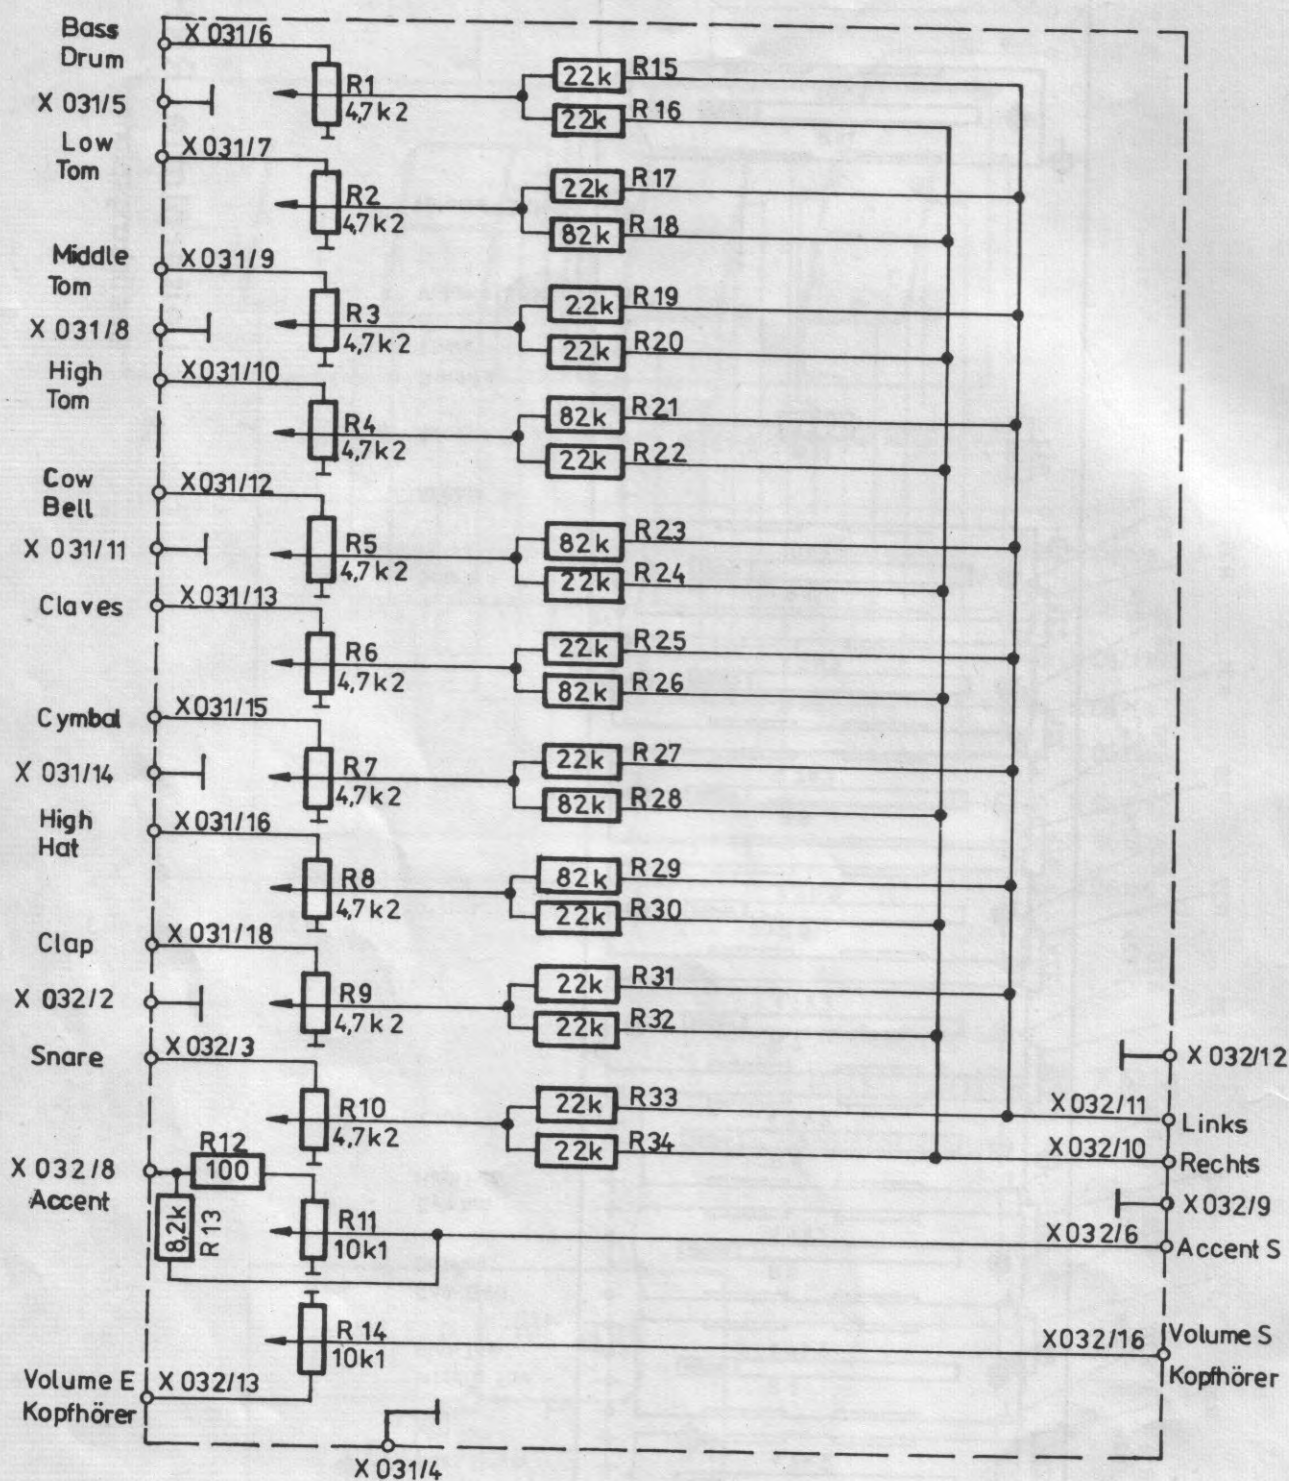 Bass
Drum
X 031/6
R1
4,7k2
22k R15
22k R16
X 031/5
Low
Tom
X 031/7
R2
4,7k2
22k R17
82k R18
Middle
Tom
X 031/9
R3
4,7k2
22k R19
22k R20
X 031/8
High
Tom
X031/10
R4
4,7k2
82k R21
22k R22
Cow
Bell
X031/12
R5
4,7k2
82k R23
22k R24
X 031/11
Claves
X031/13
R6
4,7k2
22k R25
82k R26
Cymbal
X031/15
R7
4,7k2
22k R27
82k R28
X 031/14
High
Hat
X 031/16
R8
4,7k2
82k R29
22k R30
Clap
X 031/18
R9
4,7k2
22k R31
22k R32
X 032/2
Snare
X 032/3
R10
4,7k2
22k R33
22k R34
X 032/12
X032/11
Links
X032/10
Rechts
X 032/8
Accent
R12
100
8,2k
R13
R11
10k1
X032/9
X032/6
Accent S
R 14
10k1
X032/16
Volume S
Kopfhörer
Volume E
Kopfhörer
X 032/13
X 031/4